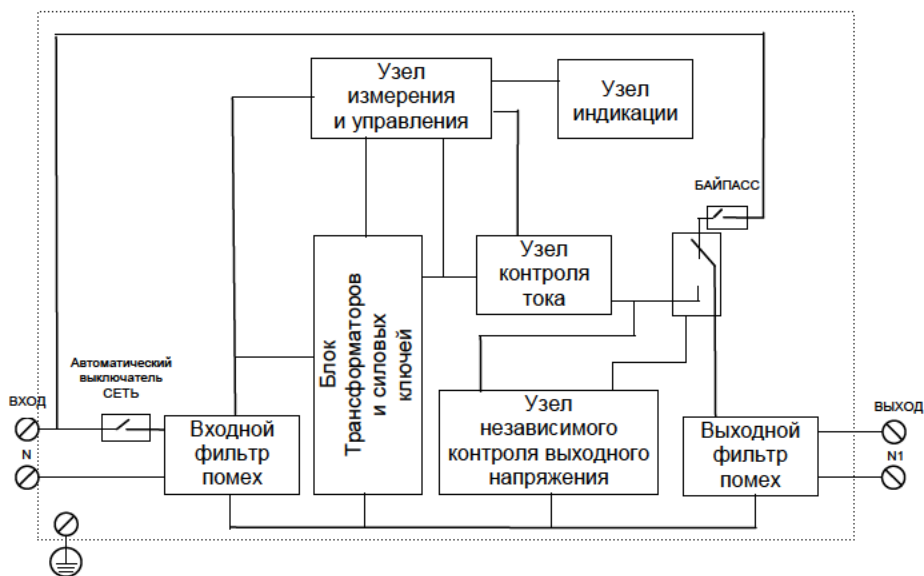 Узел
измерения
и управления
Узел
индикации
БАЙПАСС
Узел
контроля
тока
Блок
Трансформаторов
и силовых
ключей
Автоматический
выключатель
СЕТЬ
ВХОД
N
Входной
фильтр
помех
Узел
независимого
контроля выходного
напряжения
Выходной
фильтр
помех
ВЫХОД
N1